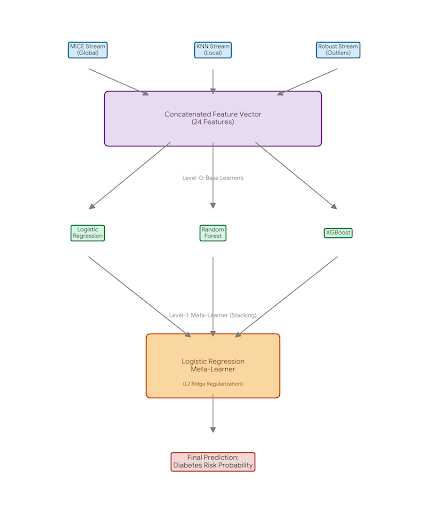 MICE Stream
(Global)
KNN Stream
(Local)
Robust Stream
(Outliers)
Concatenated Feature Vector
(24 Features)
Level-0: Base Learners
Logistic
Regression
Random
Forest
XGBoost
Level-1: Meta-Learner (Stacking)
Logistic Regression
Meta-Learner
(L2 Ridge Regularization)
Final Prediction:
Diabetes Risk Probability